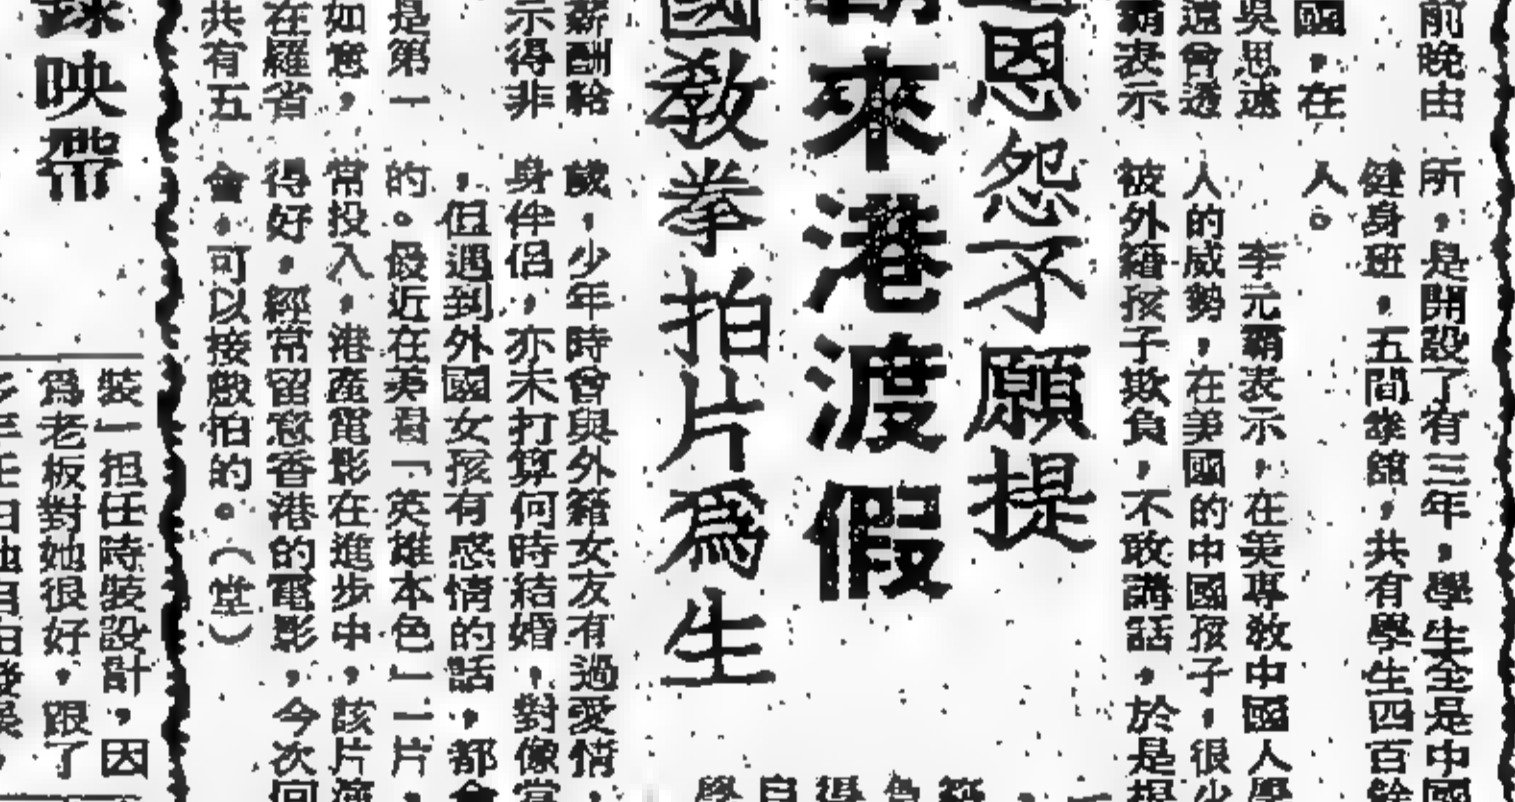 前晚由
國，在
吳思遠
還會透
霸表示
所，是開設了有三年，學生全是中國
健身班，五間拳館，共有學生四百餘
人。
李元霸表示，在美專教中國人學
人的威勢，在美國的中國孩子，很少
被外籍孩子欺負，不敢講話，於是提
恩怨不願提
來港渡假
國教拳拍片為生
薪酬給
示得非
是第一
如意，
在羅省
共有五
歲，少年時會與外籍女友有過愛情，
身伴侶，亦未打算何時結婚，對像當
，但遇到外國女孩有感情的話，都會
的。最近在美看「英雄本色」一片，
常投入，港產電影在進步中，該片演
得好，經常留意香港的電影，今次回
會，可以接戲拍的。（堂）
映帶
裝」担任時裝設計，因
爲老板對她很好，跟了